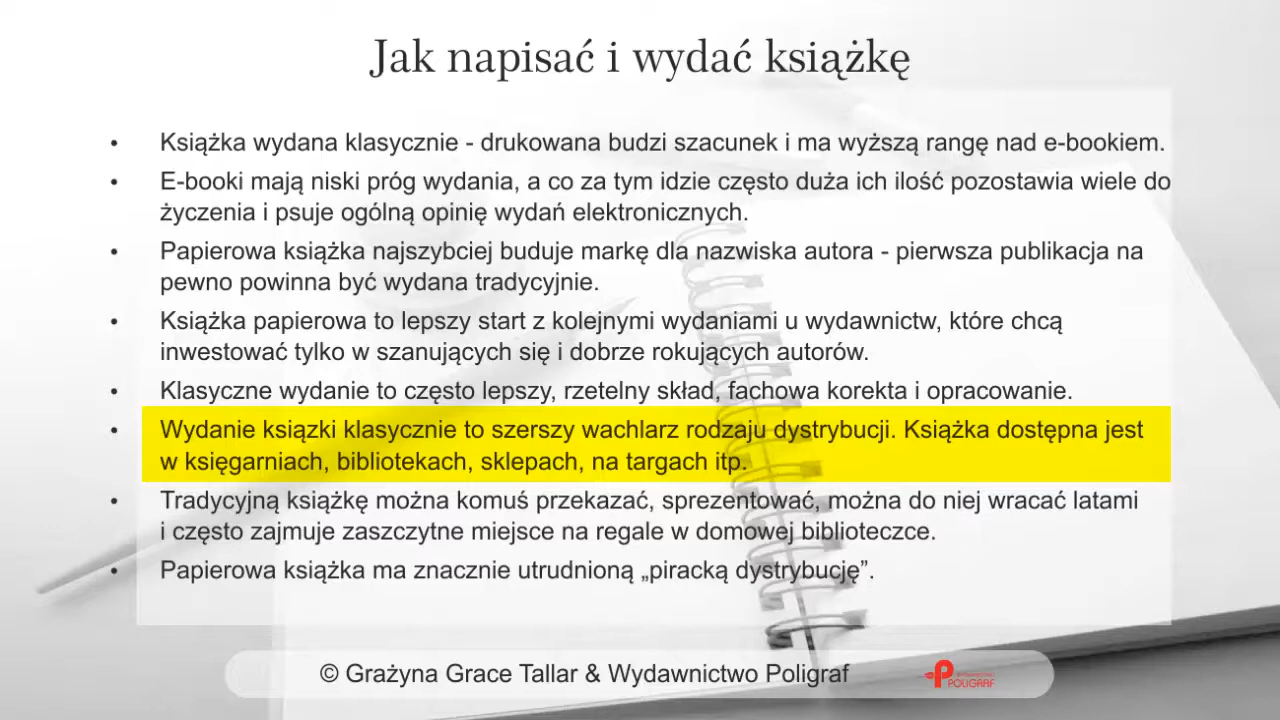 Jak napisać i wydać książkę
• Książka wydana klasycznie - drukowana budzi szacunek i ma wyższą rangę nad e-bookiem.
• E-booki mają niski próg wydania, a co za tym idzie często duża ich ilość pozostawia wiele do
życzenia i psuje ogólną opinię wydań elektronicznych.
• Papierowa książka najszybciej buduje markę dla nazwiska autora - pierwsza publikacja na
pewno powinna być wydana tradycyjnie.
• Książka papierowa to lepszy start z kolejnymi wydaniami u wydawnictw, które chcą
inwestować tylko w szanujących się i dobrze rokujących autorów.
• Klasyczne wydanie to często lepszy, rzetelny skład, fachowa korekta i opracowanie.
• Wydanie ksiązki klasycznie to szerszy wachlarz rodzaju dystrybucji. Książka dostępna jest
w księgarniach, bibliotekach, sklepach, na targach itp.
• Tradycyjną książkę można komuś przekazać, sprezentować, można do niej wracać latami
i często zajmuje zaszczytne miejsce na regale w domowej biblioteczce.
• Papierowa książka ma znacznie utrudnioną „piracką dystrybucję”.
© Grażyna Grace Tallar & Wydawnictwo Poligraf
WYDAWNICTWO
POLIGRAF